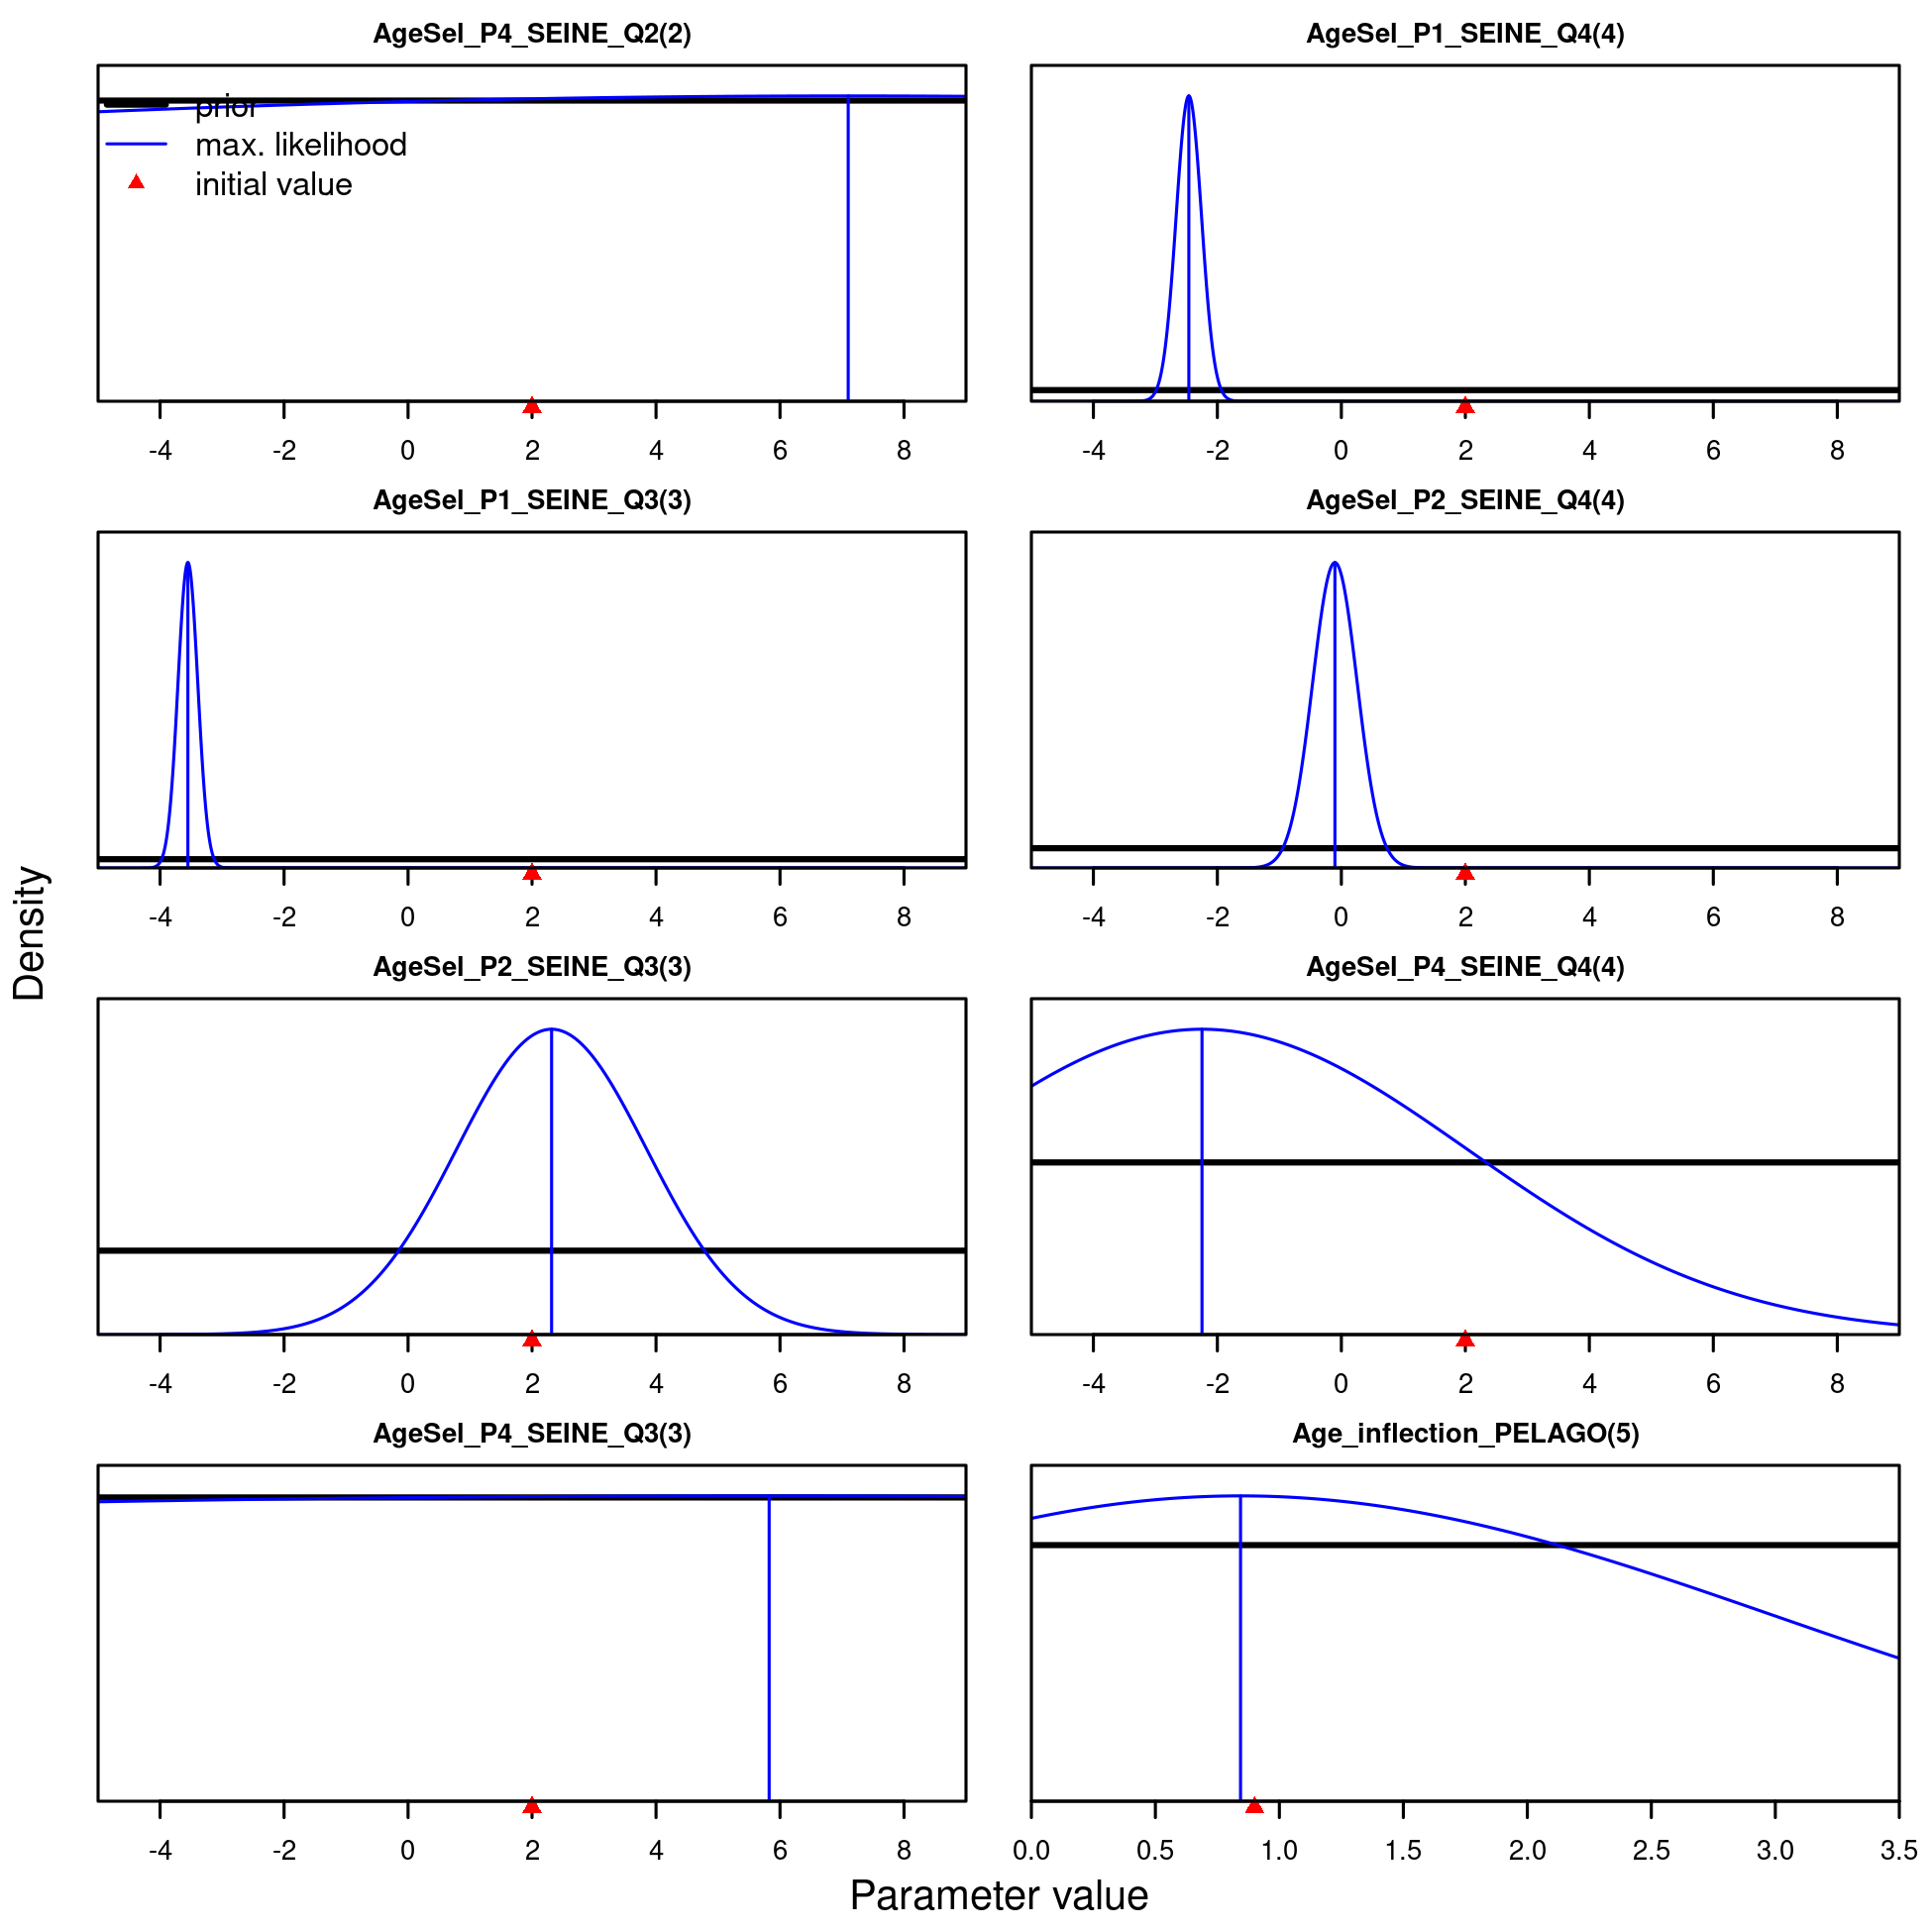 AgeSel_P4_SEINE_Q2(2)
prior
max. likelihood
initial value
-4 -2 0 2 4 6 8
AgeSel_P1_SEINE_Q4(4)
-4 -2 0 2 4 6 8
AgeSel_P1_SEINE_Q3(3)
-4 -2 0 2 4 6 8
AgeSel_P2_SEINE_Q4(4)
-4 -2 0 2 4 6 8
Density
AgeSel_P2_SEINE_Q3(3)
-4 -2 0 2 4 6 8
AgeSel_P4_SEINE_Q4(4)
-4 -2 0 2 4 6 8
AgeSel_P4_SEINE_Q3(3)
-4 -2 0 2 4 6 8
Age_inflection_PELAGO(5)
0.0 0.5 1.0 1.5 2.0 2.5 3.0 3.5
Parameter value